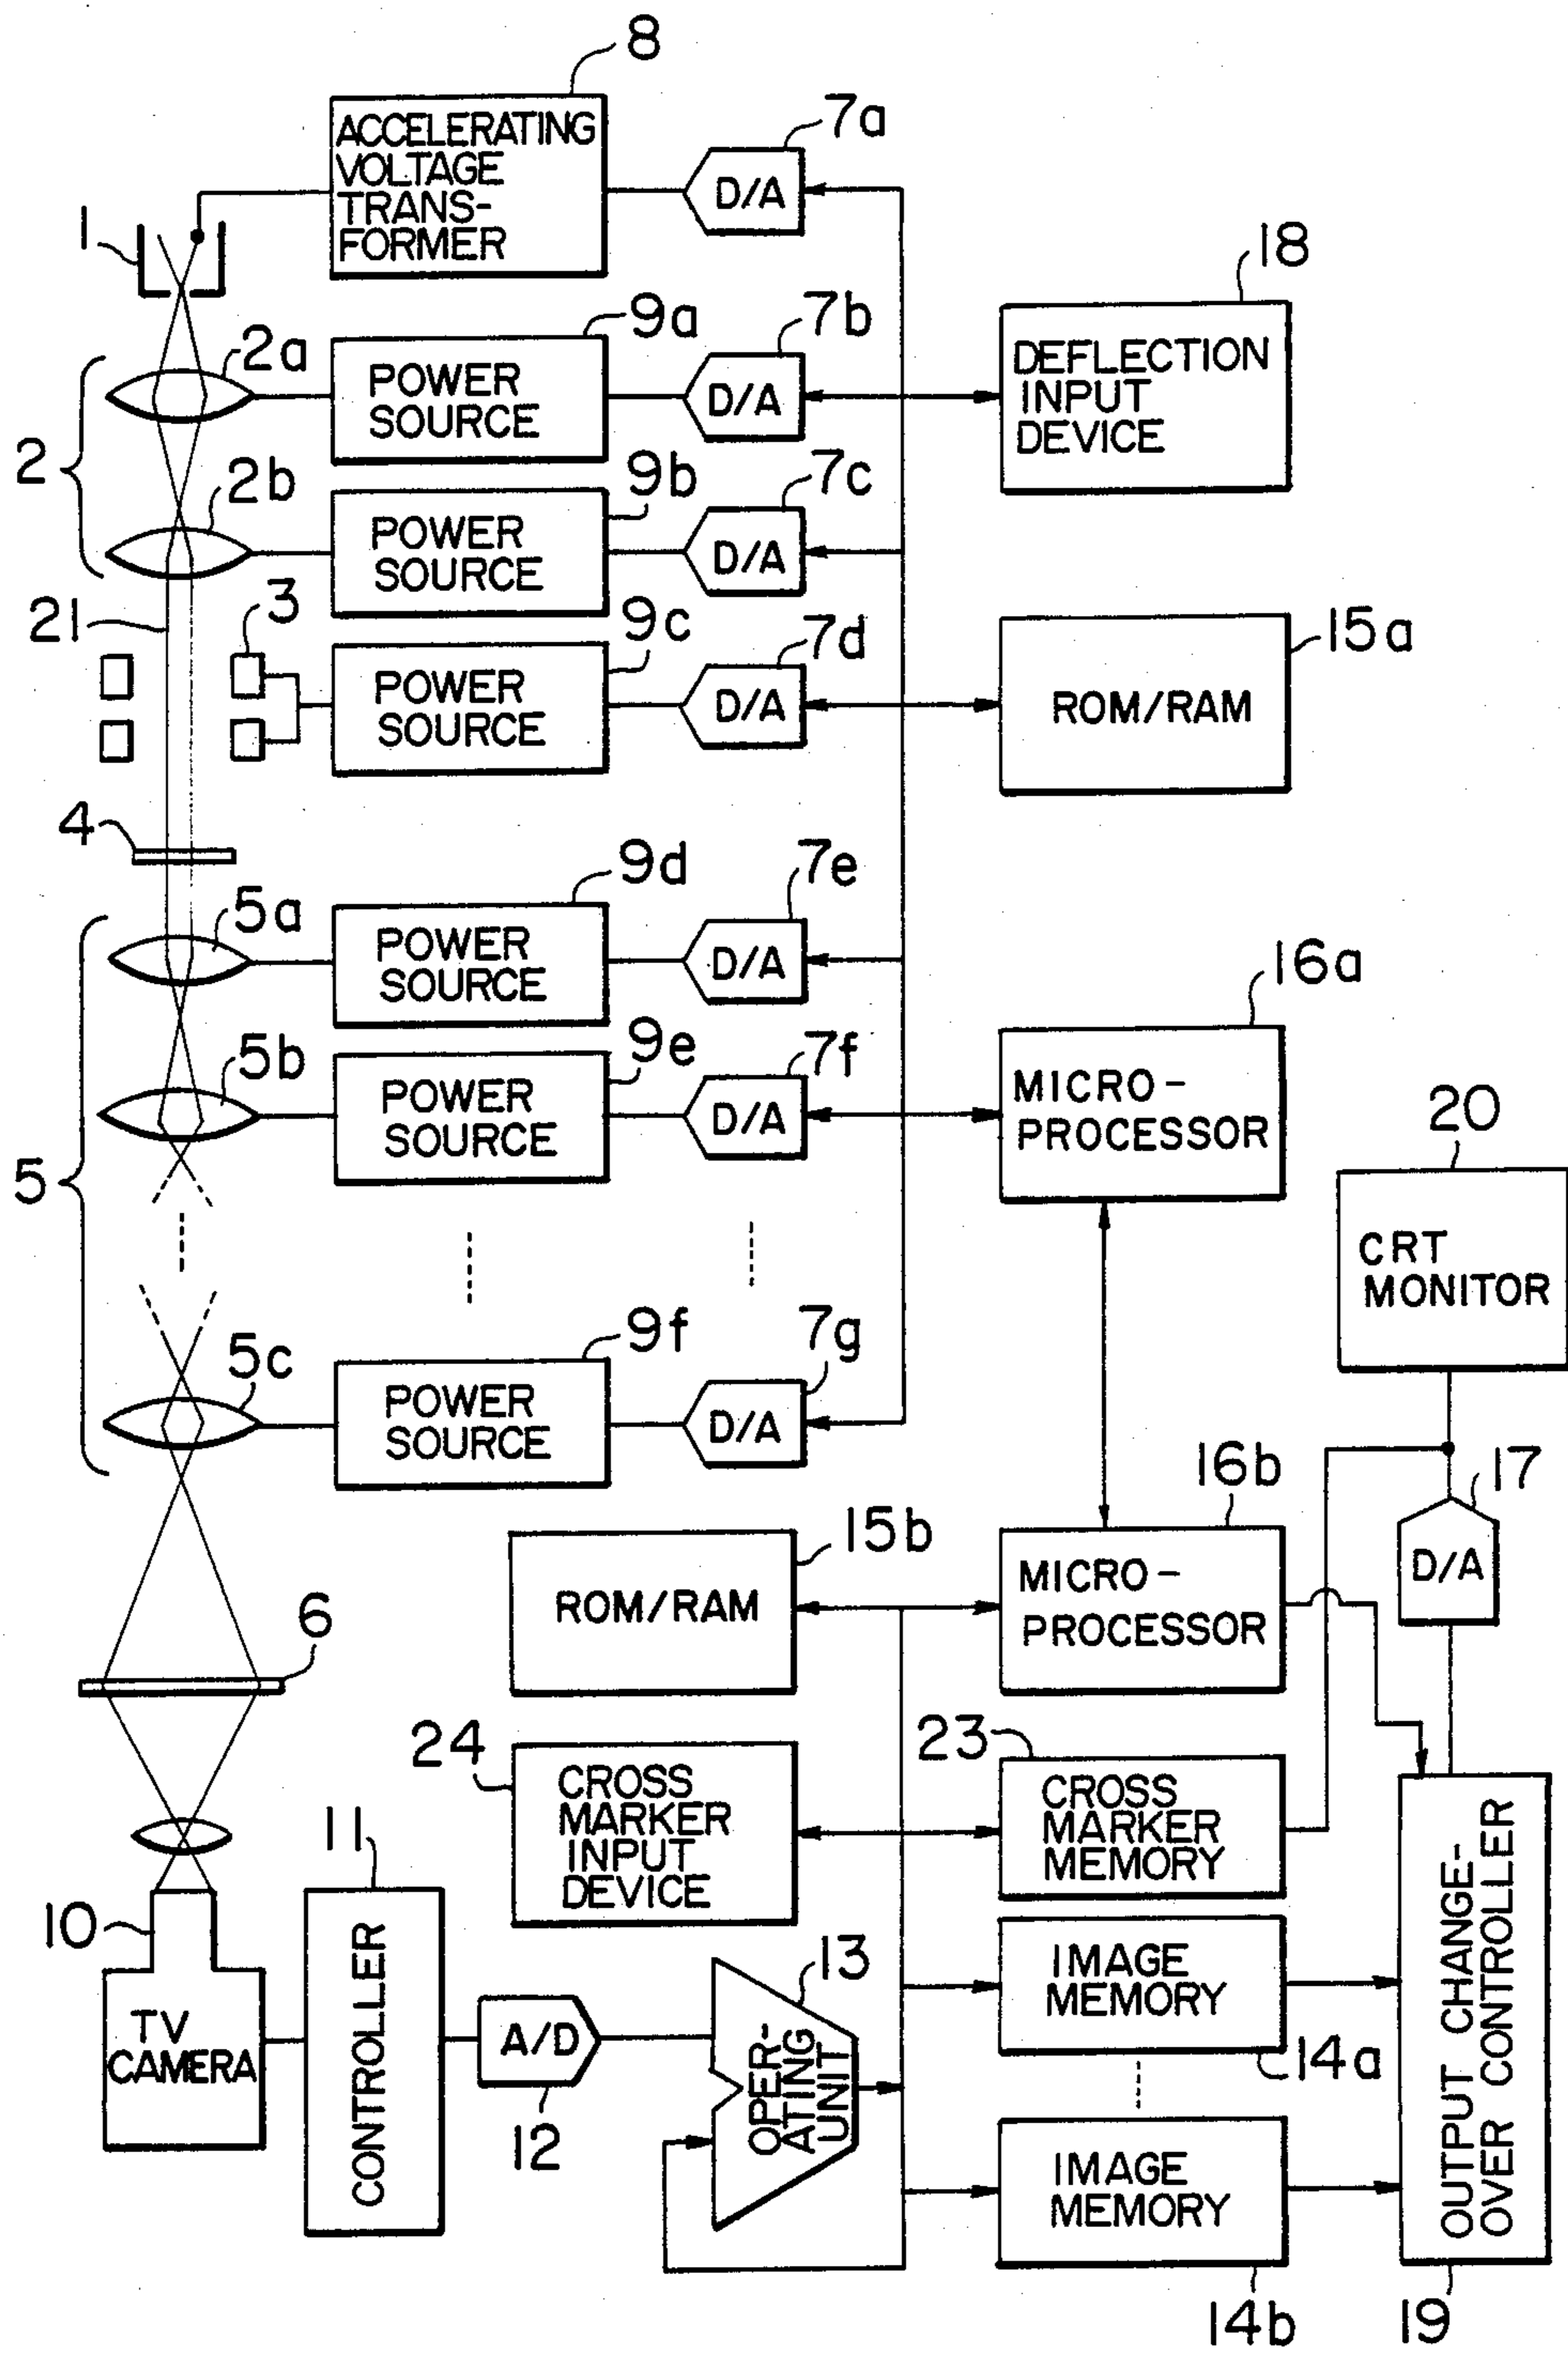 8
ACCELERATING
VOLTAGE
TRANS-
FORMER
7a
D/A
1
18
DEFLECTION
INPUT
DEVICE
9a
7b
2a
POWER
SOURCE
D/A
2
2b
9b
7c
POWER
SOURCE
D/A
21
3
9c
7d
15a
POWER
SOURCE
D/A
ROM/RAM
4
9d
7e
5a
POWER
SOURCE
D/A
16a
5b
9e
7f
POWER
SOURCE
D/A
MICRO-
PROCESSOR
20
CRT
MONITOR
5
5c
9f
7g
POWER
SOURCE
D/A
16b
17
15b
ROM/RAM
MICRO-
PROCESSOR
D/A
6
24
CROSS
MARKER
INPUT
DEVICE
23
CROSS
MARKER
MEMORY
11
10
TV
CAMERA
CONTROLLER
A/D
12
13
OPER-
ATING
UNIT
IMAGE
MEMORY
14a
IMAGE
MEMORY
14b
OUTPUT CHANGE-
OVER CONTROLLER
19